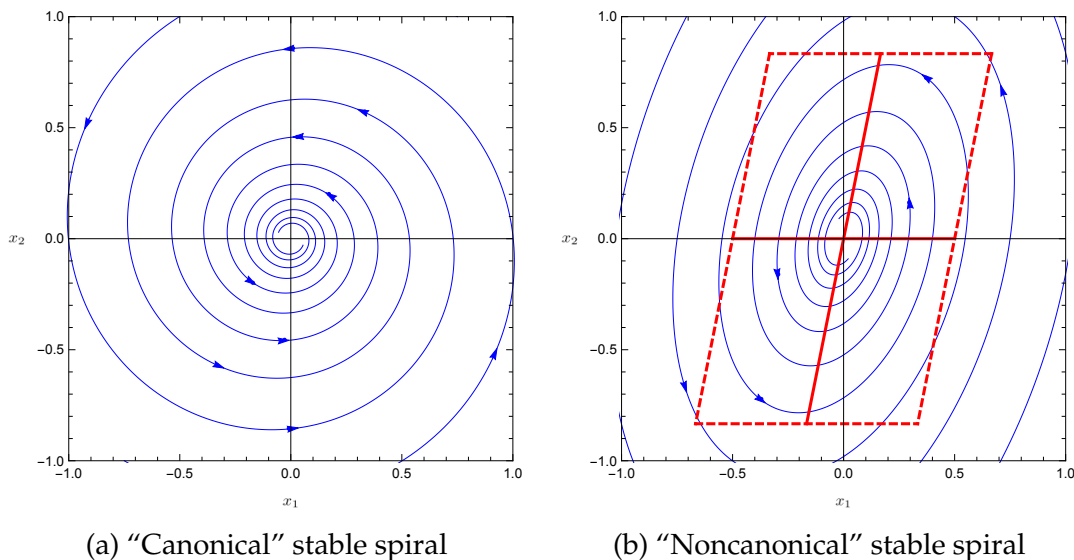 1.0
0.5
x₂ 0.0
−0.5
−1.0
−1.0 −0.5 0.0 0.5 1.0
x₁
(a) “Canonical” stable spiral
1.0
0.5
x₂ 0.0
−0.5
−1.0
−1.0 −0.5 0.0 0.5 1.0
x₁
(b) “Noncanonical” stable spiral